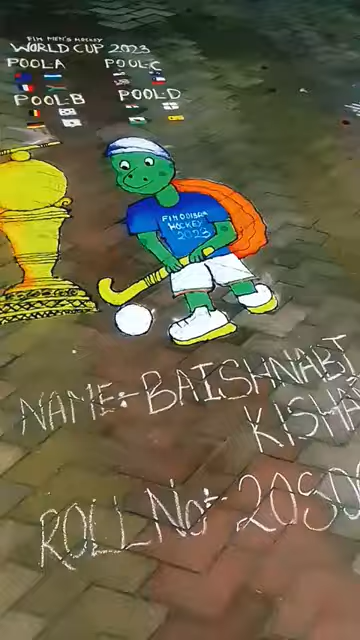 FIH MEN'S HOCKEY
WORLD CUP 2023
POOL-A POOL-C
POOL-B POOL-D
FIH ODISHA
HOCKEY
2023
NAME:- BAISHNABI
KISHA
ROLL No:- 205